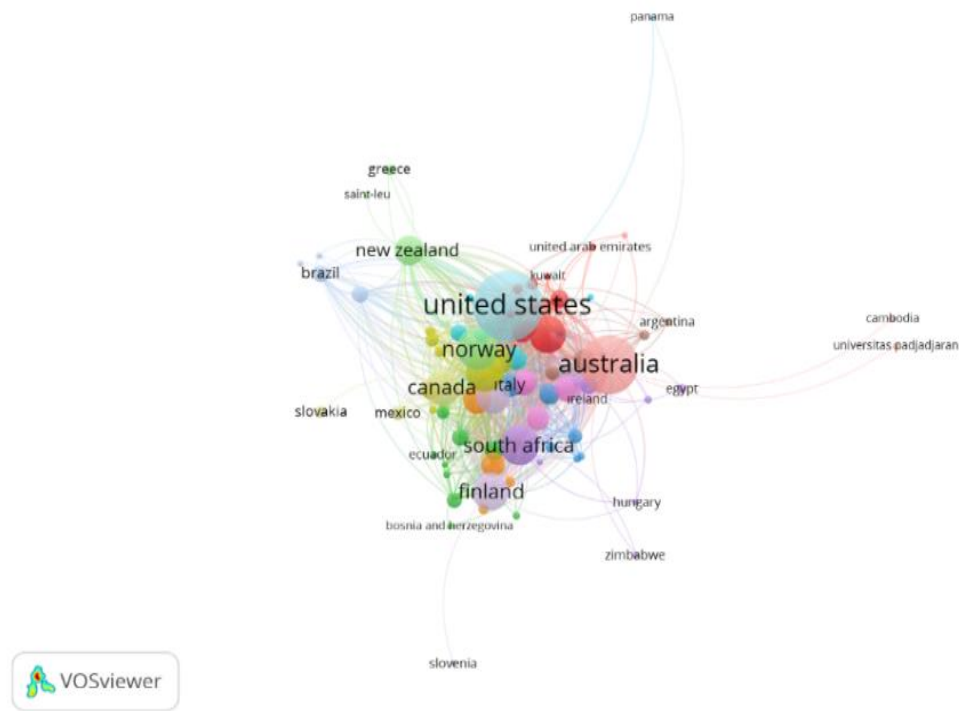 panama
greece
saint-leu
new zealand
united arab emirates
brazil
kuwait
united states
argentina
cambodia
universitas padjadjaran
norway
australia
canada
italy
egypt
ireland
slovakia
mexico
south africa
ecuador
finland
hungary
bosnia and herzegovina
zimbabwe
slovenia
VOSviewer